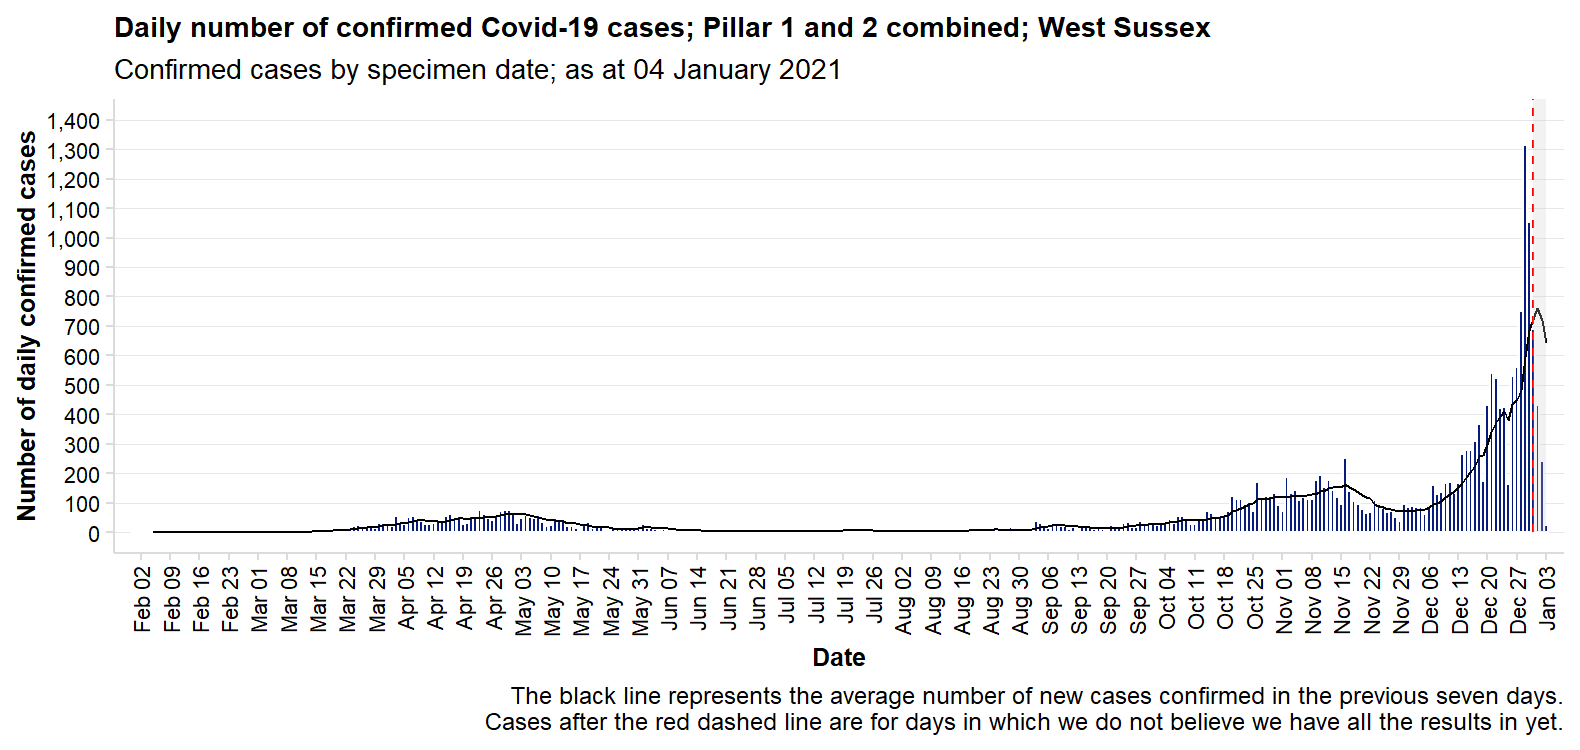 Daily number of confirmed Covid-19 cases; Pillar 1 and 2 combined; West Sussex
Confirmed cases by specimen date; as at 04 January 2021
Number of daily confirmed cases
1,400
1,300
1,200
1,100
1,000
900
800
700
600
500
400
300
200
100
0
Feb 02
Feb 09
Feb 16
Feb 23
Mar 01
Mar 08
Mar 15
Mar 22
Mar 29
Apr 05
Apr 12
Apr 19
Apr 26
May 03
May 10
May 17
May 24
May 31
Jun 07
Jun 14
Jun 21
Jun 28
Jul 05
Jul 12
Jul 19
Jul 26
Aug 02
Aug 09
Aug 16
Aug 23
Aug 30
Sep 06
Sep 13
Sep 20
Sep 27
Oct 04
Oct 11
Oct 18
Oct 25
Nov 01
Nov 08
Nov 15
Nov 22
Nov 29
Dec 06
Dec 13
Dec 20
Dec 27
Jan 03
Date
The black line represents the average number of new cases confirmed in the previous seven days.
Cases after the red dashed line are for days in which we do not believe we have all the results in yet.